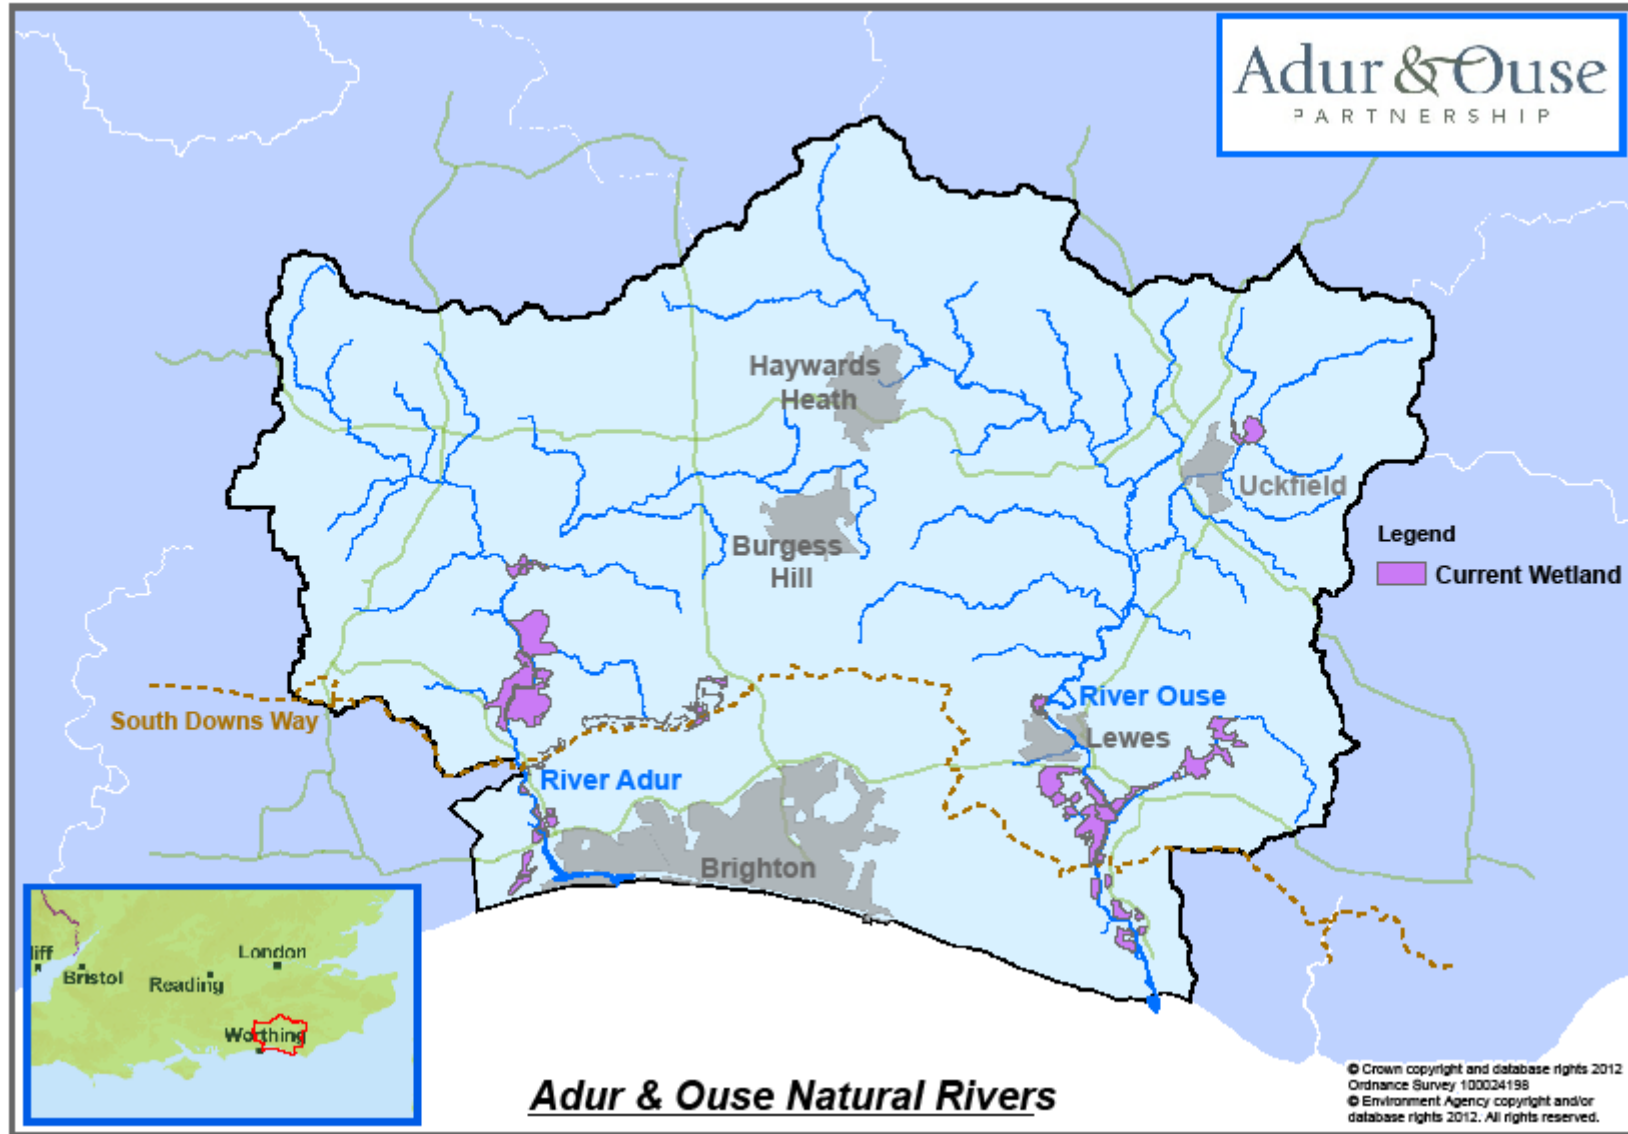 Adur & Ouse
PARTNERSHIP
Haywards
Heath
Uckfield
Legend
Current Wetland
Burgess
Hill
South Downs Way
River Ouse
Lewes
River Adur
Brighton
liff
Bristol
Reading
London
Worthing
Adur & Ouse Natural Rivers
© Crown copyright and database rights 2012
Ordnance Survey 100024198
© Environment Agency copyright and/or
database rights 2012. All rights reserved.